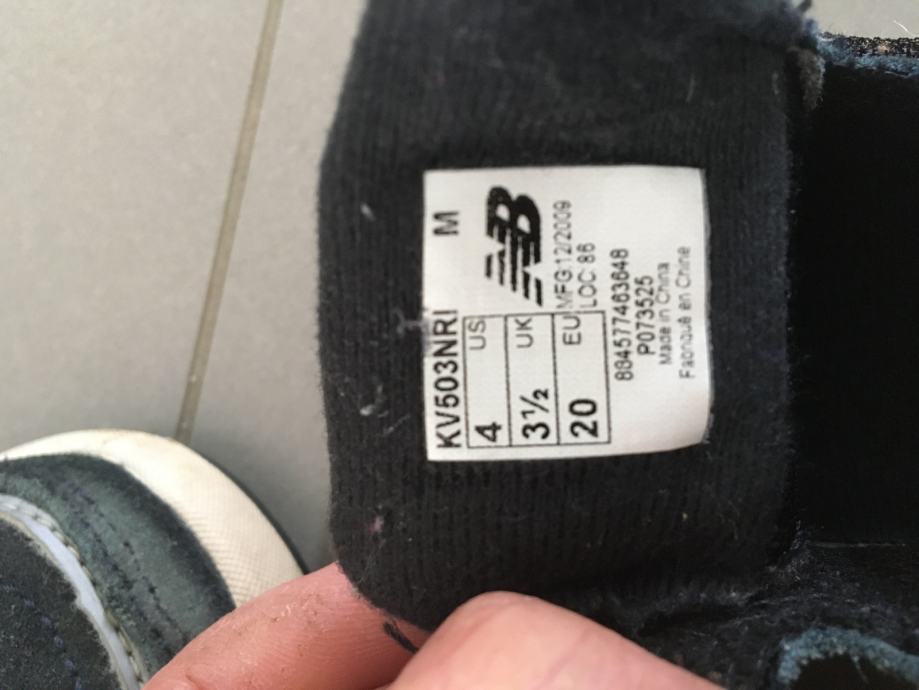 KV503NRI M
4 US
3½ UK
20 EU
NB
MFG:12/2009
LOC: 86
884577463648
P073525
Made in China
Fabriqué en Chine